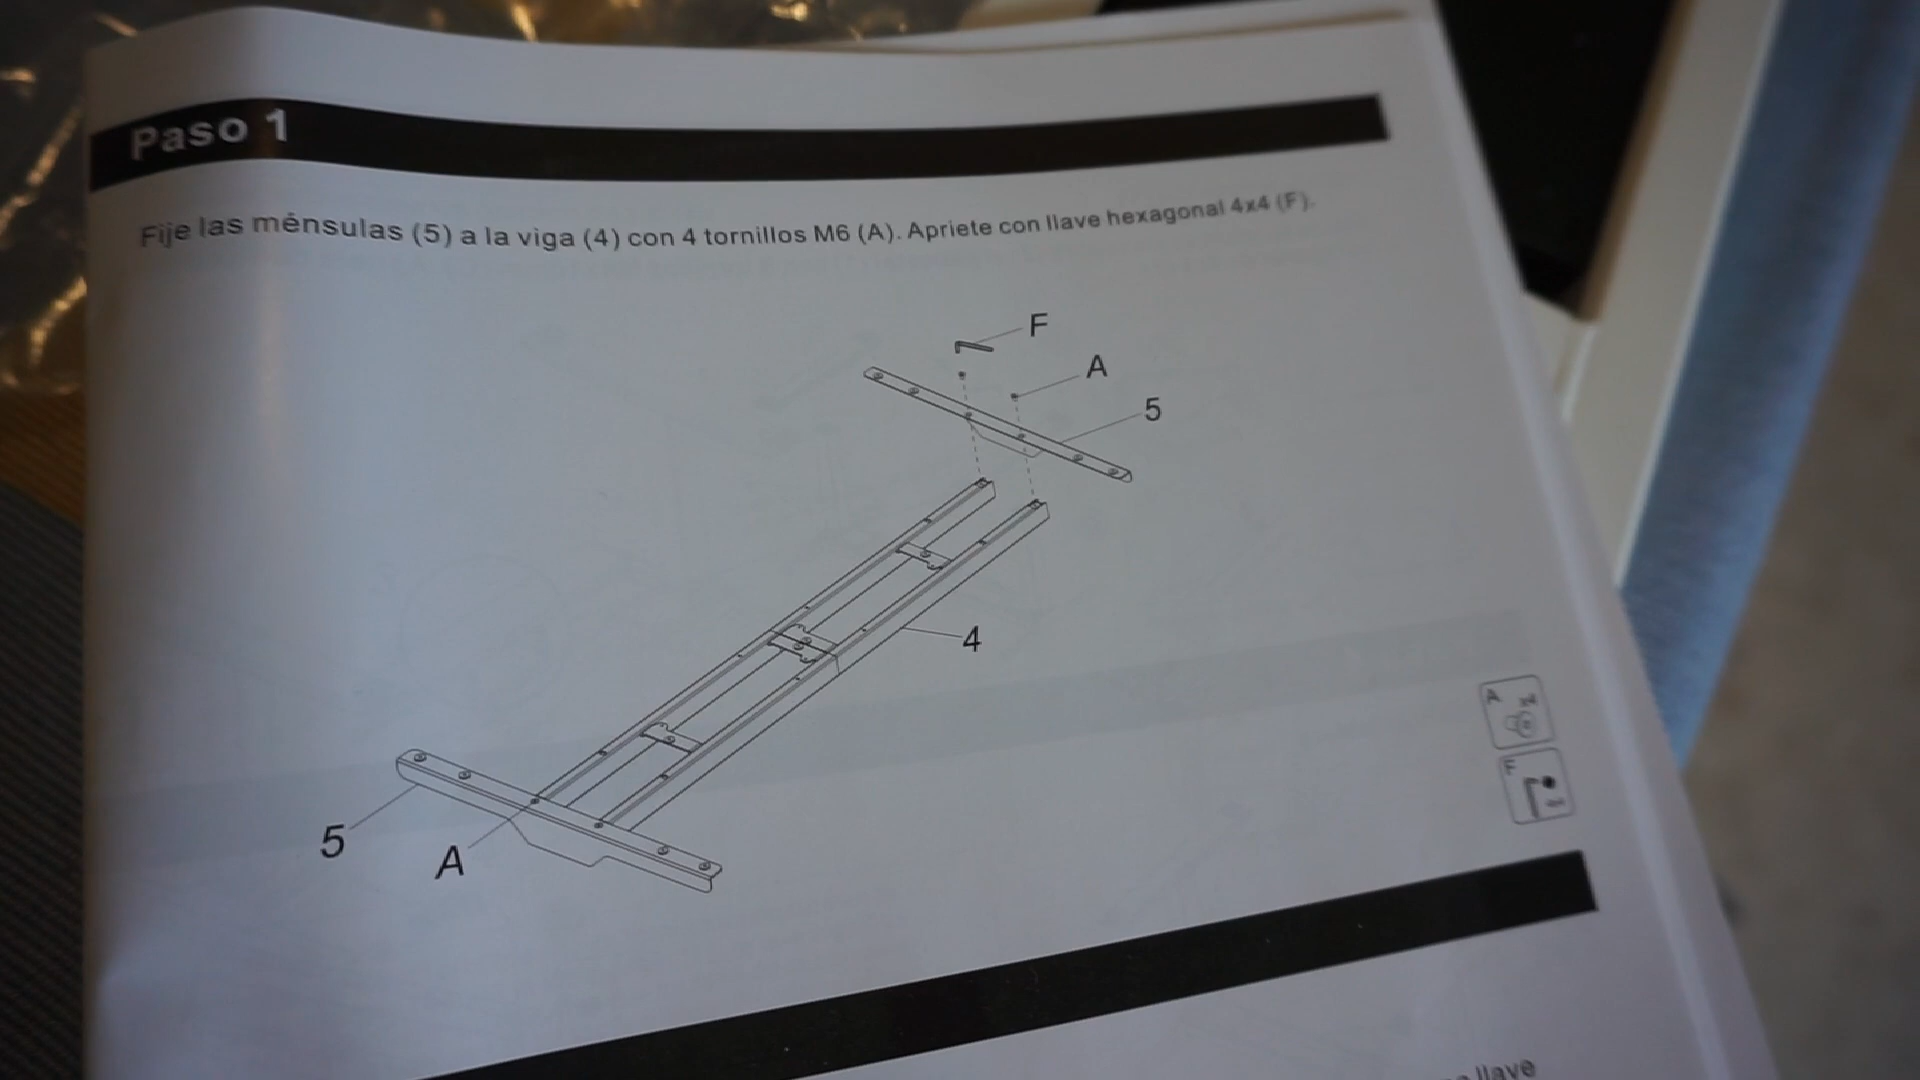 Paso 1
Fije las ménsulas (5) a la viga (4) con 4 tornillos M6 (A). Apriete con llave hexagonal 4x4 (F).
F
A
5
4
5
A
A
F
llave